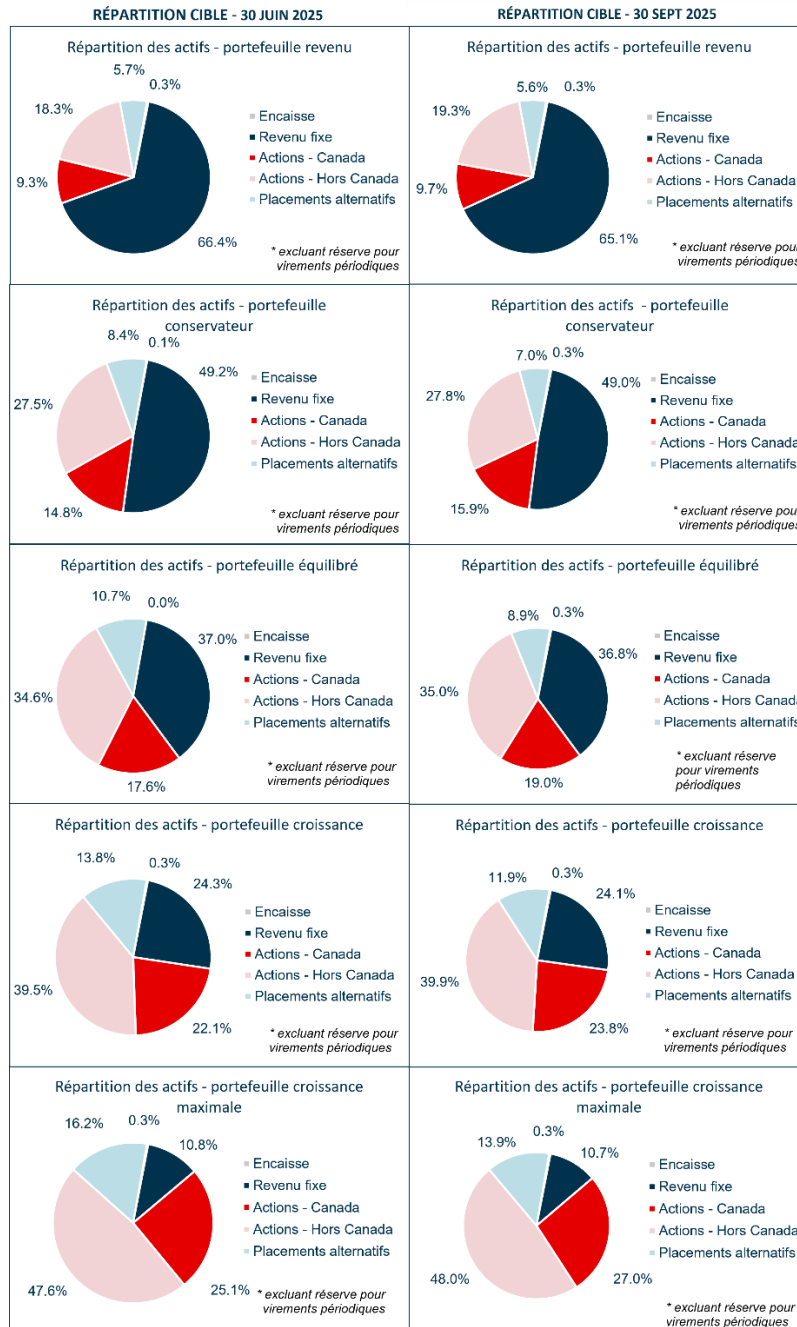 RÉPARTITION CIBLE - 30 JUIN 2025
RÉPARTITION CIBLE - 30 SEPT 2025
Répartition des actifs - portefeuille revenu
5.7%
0.3%
18.3%
9.3%
66.4%
Encaisse
Revenu fixe
Actions - Canada
Actions - Hors Canada
Placements alternatifs
* excluant réserve pour
virements périodiques
Répartition des actifs - portefeuille revenu
5.6%
0.3%
19.3%
9.7%
65.1%
Encaisse
Revenu fixe
Actions - Canada
Actions - Hors Canada
Placements alternatifs
* excluant réserve pour
virements périodiques
Répartition des actifs - portefeuille
conservateur
8.4%
0.1%
49.2%
27.5%
14.8%
Encaisse
Revenu fixe
Actions - Canada
Actions - Hors Canada
Placements alternatifs
* excluant réserve pour
virements périodiques
Répartition des actifs - portefeuille
conservateur
7.0%
0.3%
49.0%
27.8%
15.9%
Encaisse
Revenu fixe
Actions - Canada
Actions - Hors Canada
Placements alternatifs
* excluant réserve pour
virements périodiques
Répartition des actifs - portefeuille équilibré
10.7%
0.0%
37.0%
34.6%
17.6%
Encaisse
Revenu fixe
Actions - Canada
Actions - Hors Canada
Placements alternatifs
* excluant réserve pour
virements périodiques
Répartition des actifs - portefeuille équilibré
8.9%
0.3%
36.8%
35.0%
19.0%
Encaisse
Revenu fixe
Actions - Canada
Actions - Hors Canada
Placements alternatifs
* excluant réserve
pour virements
périodiques
Répartition des actifs - portefeuille croissance
13.8%
0.3%
24.3%
39.5%
22.1%
Encaisse
Revenu fixe
Actions - Canada
Actions - Hors Canada
Placements alternatifs
* excluant réserve pour
virements périodiques
Répartition des actifs - portefeuille croissance
11.9%
0.3%
24.1%
39.9%
23.8%
Encaisse
Revenu fixe
Actions - Canada
Actions - Hors Canada
Placements alternatifs
* excluant réserve pour
virements périodiques
Répartition des actifs - portefeuille croissance
maximale
16.2%
0.3%
10.8%
47.6%
25.1%
Encaisse
Revenu fixe
Actions - Canada
Actions - Hors Canada
Placements alternatifs
* excluant réserve pour
virements périodiques
Répartition des actifs - portefeuille croissance
maximale
13.9%
0.3%
10.7%
48.0%
27.0%
Encaisse
Revenu fixe
Actions - Canada
Actions - Hors Canada
Placements alternatifs
* excluant réserve pour
virements périodiques